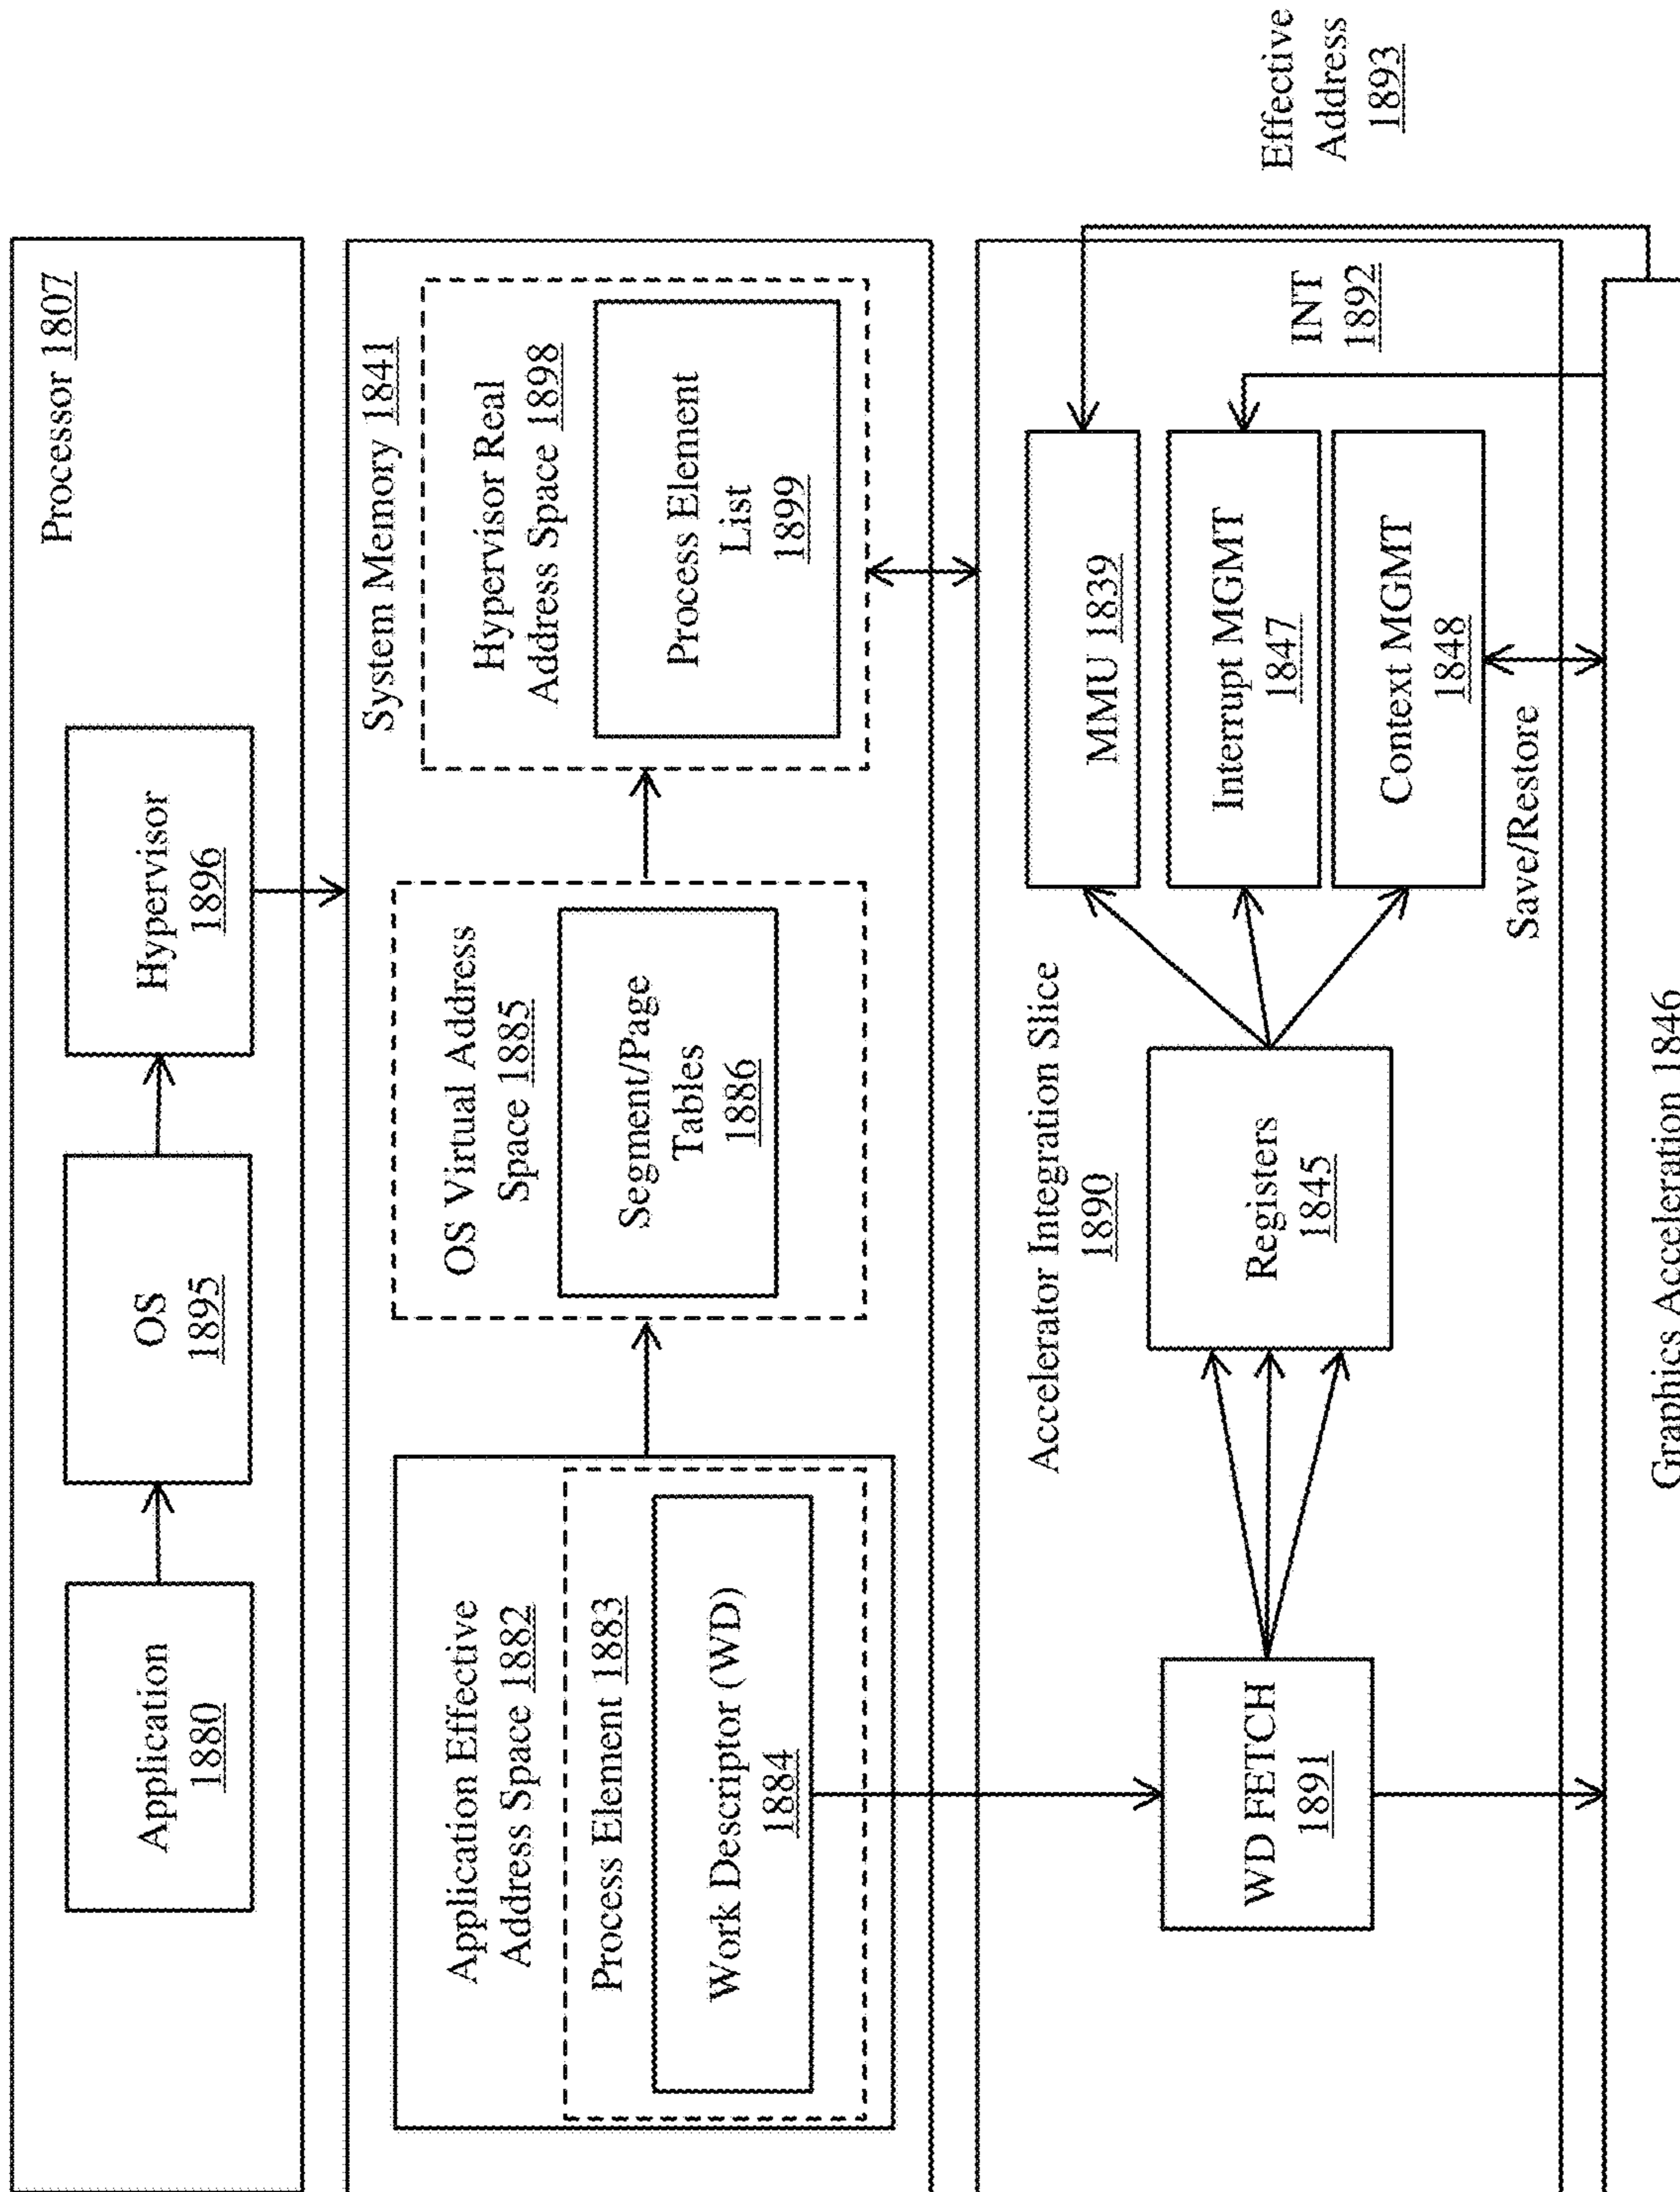 Processor 1807
Application
1880
OS
1895
Hypervisor
1896
System Memory 1841
Application Effective
Address Space 1882
Process Element 1883
Work Descriptor (WD)
1884
OS Virtual Address
Space 1885
Segment/Page
Tables
1886
Hypervisor Real
Address Space 1898
Process Element
List
1899
Accelerator Integration Slice
1890
WD FETCH
1891
Registers
1845
MMU 1839
Interrupt MGMT
1847
Context MGMT
1848
Save/Restore
INT
1892
Effective
Address
1893
Graphics Acceleration 1846